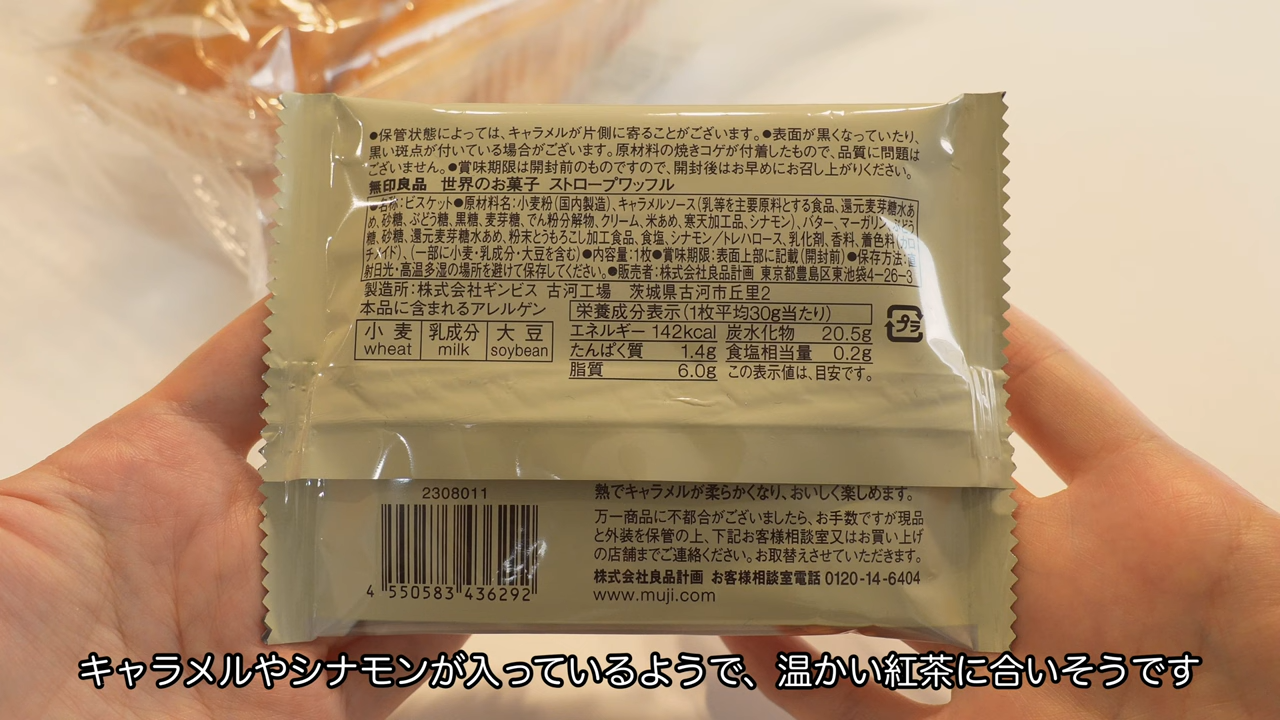 ●保管状態によっては、キャラメルが片側に寄ることがございます。●表面が黒くなっていたり、
黒い斑点が付いている場合がございます。原材料の焼きコゲが付着したもので、品質に問題は
ございません。●賞味期限は開封前のものですので、開封後はお早めにお召し上がりください。
無印良品 世界のお菓子 ストロープワッフル
●名称:ビスケット●原材料名:小麦粉(国内製造)、キャラメルソース(乳等を主要原料とする食品、還元麦芽糖水あ
め、砂糖、ぶどう糖、黒糖、麦芽糖、でん粉分解物、クリーム、米あめ、寒天加工品、シナモン)、バター、マーガリン、ぶどう
糖、砂糖、還元麦芽糖水あめ、粉末とうもろこし加工食品、食塩、シナモン/トレハロース、乳化剤、香料、着色料(カロ
チノイド)、(一部に小麦・乳成分・大豆を含む)●内容量:1枚●賞味期限:表面上部に記載(開封前)●保存方法:直
射日光・高温多湿の場所を避けて保存してください。●販売者:株式会社良品計画 東京都豊島区東池袋4-26-3
製造所:株式会社ギンビス 古河工場 茨城県古河市丘里2
本品に含まれるアレルゲン
小麦 乳成分 大豆
wheat milk soybean
栄養成分表示(1枚平均30g当たり)
エネルギー 142kcal 炭水化物 20.5g
たんぱく質 1.4g 食塩相当量 0.2g
脂質 6.0g この表示値は、目安です。
プラ
2308011
4 550583 436292
熱でキャラメルが柔らかくなり、おいしく楽しめます。
万一商品に不都合がございましたら、お手数ですが現品
と外装を保管の上、下記お客様相談室又はお買い上げ
の店舗までご連絡ください。お取替えさせていただきます。
株式会社良品計画 お客様相談室電話 0120-14-6404
www.muji.com
キャラメルやシナモンが入っているようで、温かい紅茶に合いそうです